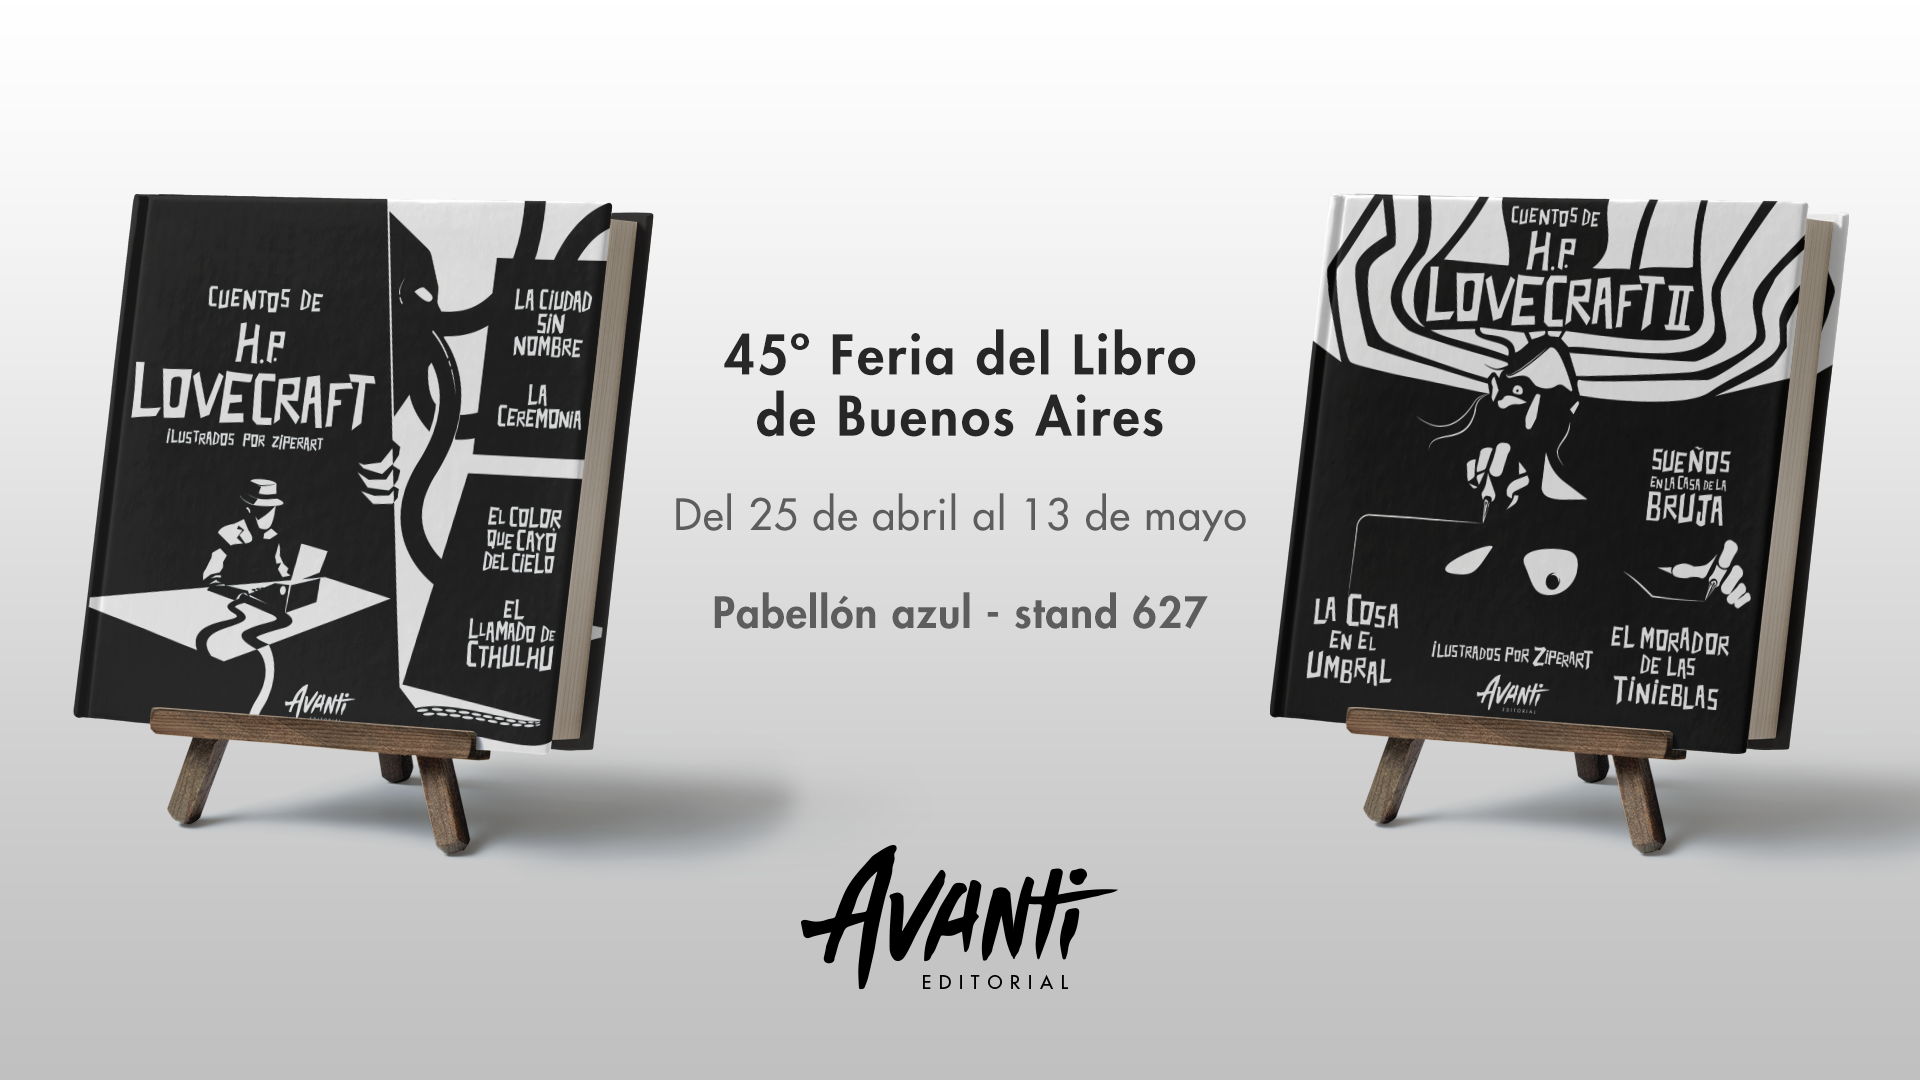 CUENTOS DE
H.P.
LOVECRAFT
ILUSTRADOS POR ZIPERART
LA CIUDAD
SIN
NOMBRE
LA
CEREMONIA
EL COLOR
QUE CAYÓ
DEL CIELO
EL
LLAMADO DE
CTHULHU
AVANTI
EDITORIAL
45º Feria del Libro
de Buenos Aires
Del 25 de abril al 13 de mayo
Pabellón azul - stand 627
AVANTI
EDITORIAL
CUENTOS DE
H.P.
LOVECRAFT II
SUEÑOS
EN LA CASA DE LA
BRUJA
LA COSA
EN EL
UMBRAL
ILUSTRADOS POR ZIPERART
EL MORADOR
DE LAS
TINIEBLAS
AVANTI
EDITORIAL